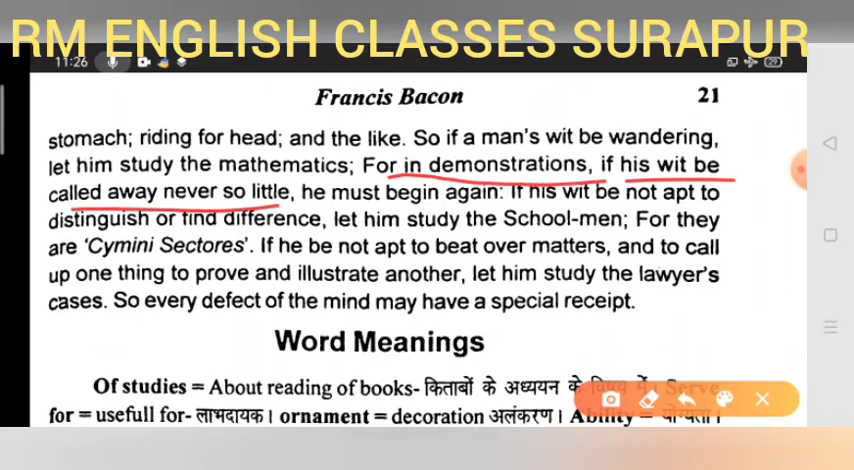 RM ENGLISH CLASSES SURAPUR
11:26
29
Francis Bacon 21
stomach; riding for head; and the like. So if a man's wit be wandering,
let him study the mathematics; For in demonstrations, if his wit be
called away never so little, he must begin again: If his wit be not apt to
distinguish or find difference, let him study the School-men; For they
are 'Cymini Sectores'. If he be not apt to beat over matters, and to call
up one thing to prove and illustrate another, let him study the lawyer's
cases. So every defect of the mind may have a special receipt.
Word Meanings
Of studies = About reading of books- किताबों के अध्ययन के विषय में। Serve
for = usefull for- लाभदायक। ornament = decoration अलंकरण। Ability = योग्यता।